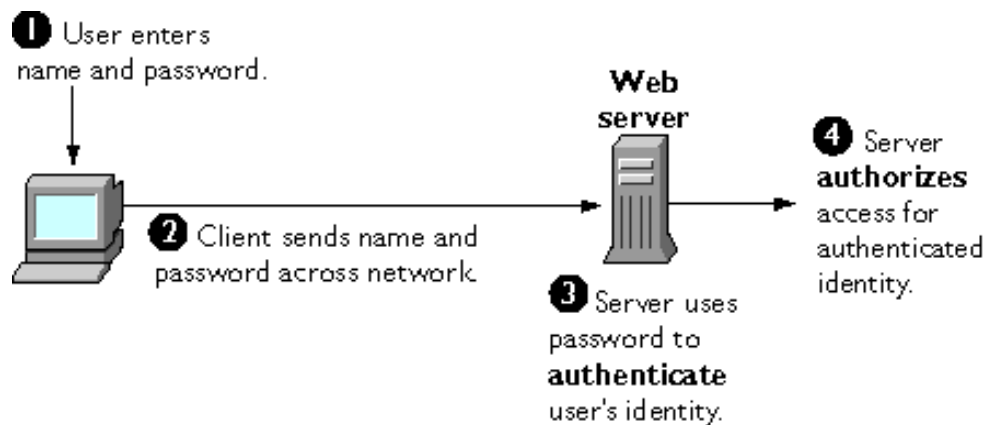 1 User enters
name and password.
Web
server
2 Client sends name and
password across network.
3 Server uses
password to
authenticate
user's identity.
4 Server
authorizes
access for
authenticated
identity.